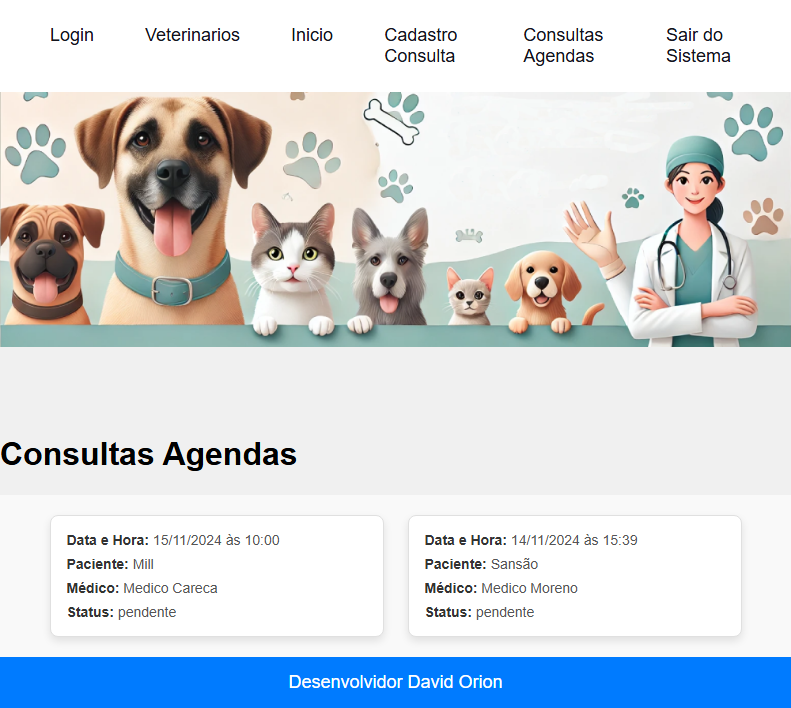 Login
Veterinarios
Inicio
Cadastro
Consulta
Consultas
Agendas
Sair do
Sistema
Consultas Agendas
Data e Hora: 15/11/2024 às 10:00
Paciente: Mill
Médico: Medico Careca
Status: pendente
Data e Hora: 14/11/2024 às 15:39
Paciente: Sansão
Médico: Medico Moreno
Status: pendente
Desenvolvidor David Orion